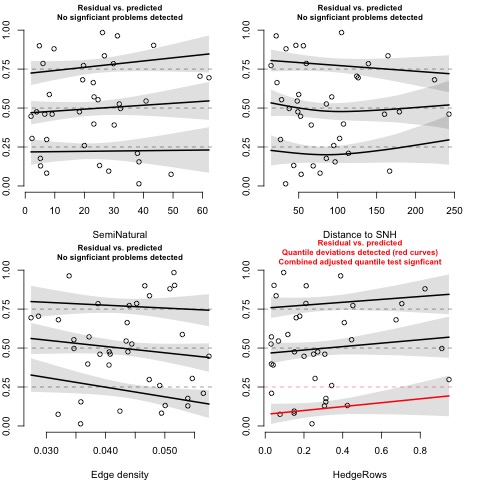 Residual vs. predicted
No signficiant problems detected
0.00 0.25 0.50 0.75 1.00
0 10 20 30 40 50 60
SemiNatural
Residual vs. predicted
No signficiant problems detected
0.00 0.25 0.50 0.75 1.00
50 100 150 200 250
Distance to SNH
Residual vs. predicted
No signficiant problems detected
0.00 0.25 0.50 0.75 1.00
0.030 0.040 0.050
Edge density
Residual vs. predicted
Quantile deviations detected (red curves)
Combined adjusted quantile test signficant
0.00 0.25 0.50 0.75 1.00
0.0 0.2 0.4 0.6 0.8
HedgeRows